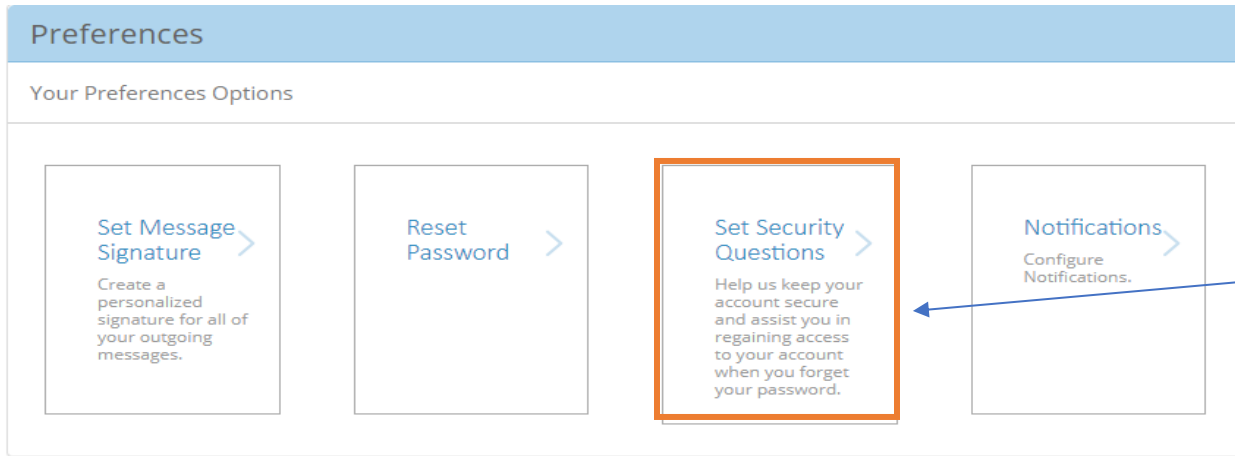 Preferences
Your Preferences Options
Set Message
Signature
Create a
personalized
signature for all of
your outgoing
messages.
Reset
Password
Set Security
Questions
Help us keep your
account secure
and assist you in
regaining access
to your account
when you forget
your password.
Notifications
Configure
Notifications.